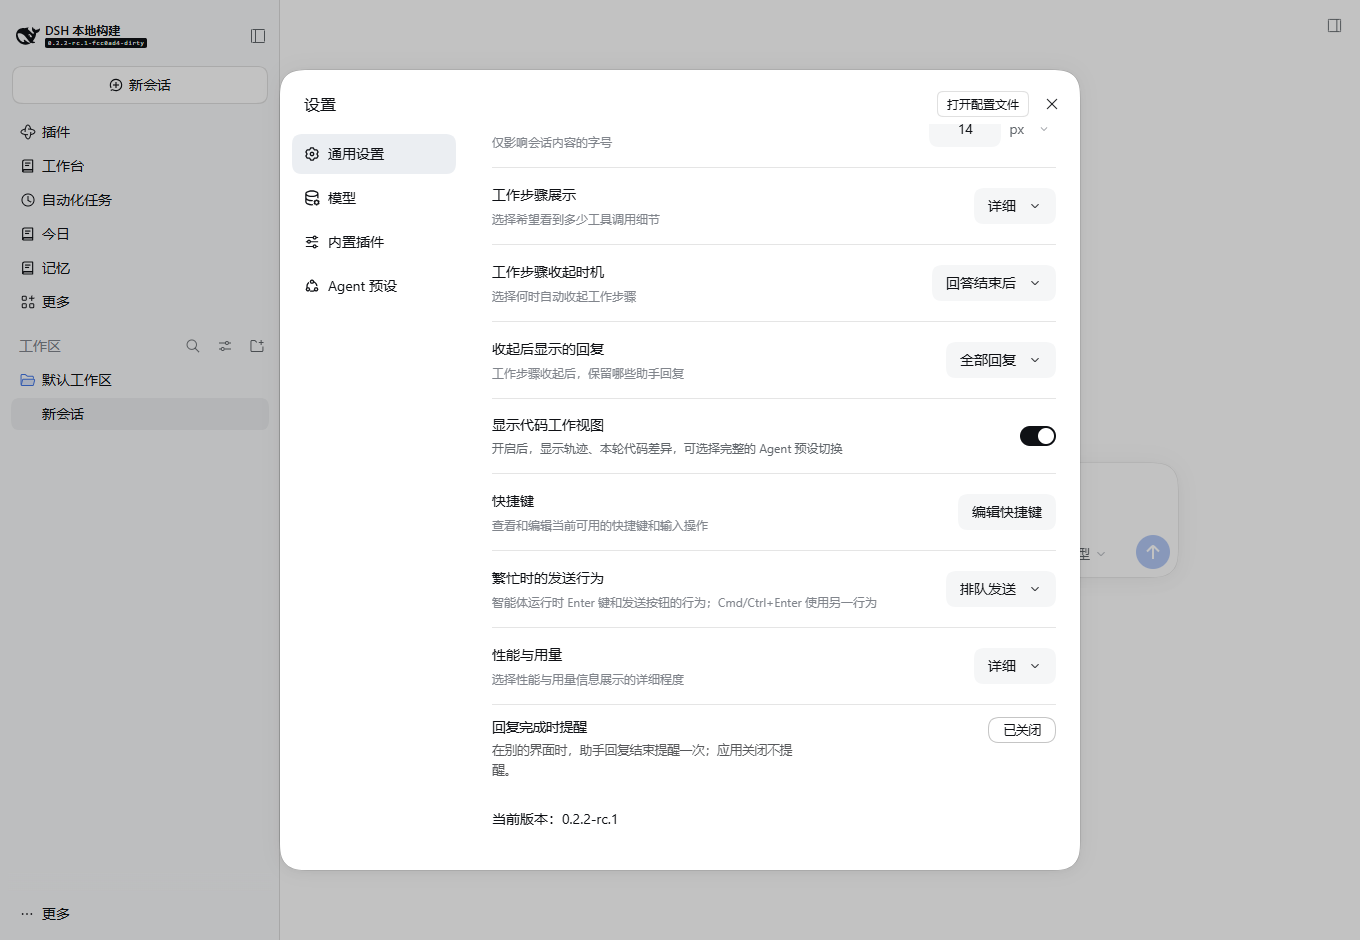 DSH 本地构建
0.2.2-rc.1-fcc0ad4-dirty
新会话
插件
工作台
自动化任务
今日
记忆
更多
工作区
默认工作区
新会话
更多
设置
打开配置文件
通用设置
模型
内置插件
Agent 预设
14 px
仅影响会话内容的字号
工作步骤展示
选择希望看到多少工具调用细节
详细
工作步骤收起时机
选择何时自动收起工作步骤
回答结束后
收起后显示的回复
工作步骤收起后，保留哪些助手回复
全部回复
显示代码工作视图
开启后，显示轨迹、本轮代码差异，可选择完整的 Agent 预设切换
快捷键
查看和编辑当前可用的快捷键和输入操作
编辑快捷键
繁忙时的发送行为
智能体运行时 Enter 键和发送按钮的行为；Cmd/Ctrl+Enter 使用另一行为
排队发送
性能与用量
选择性能与用量信息展示的详细程度
详细
回复完成时提醒
在别的界面时，助手回复结束提醒一次；应用关闭不提
醒。
已关闭
当前版本：0.2.2-rc.1
型